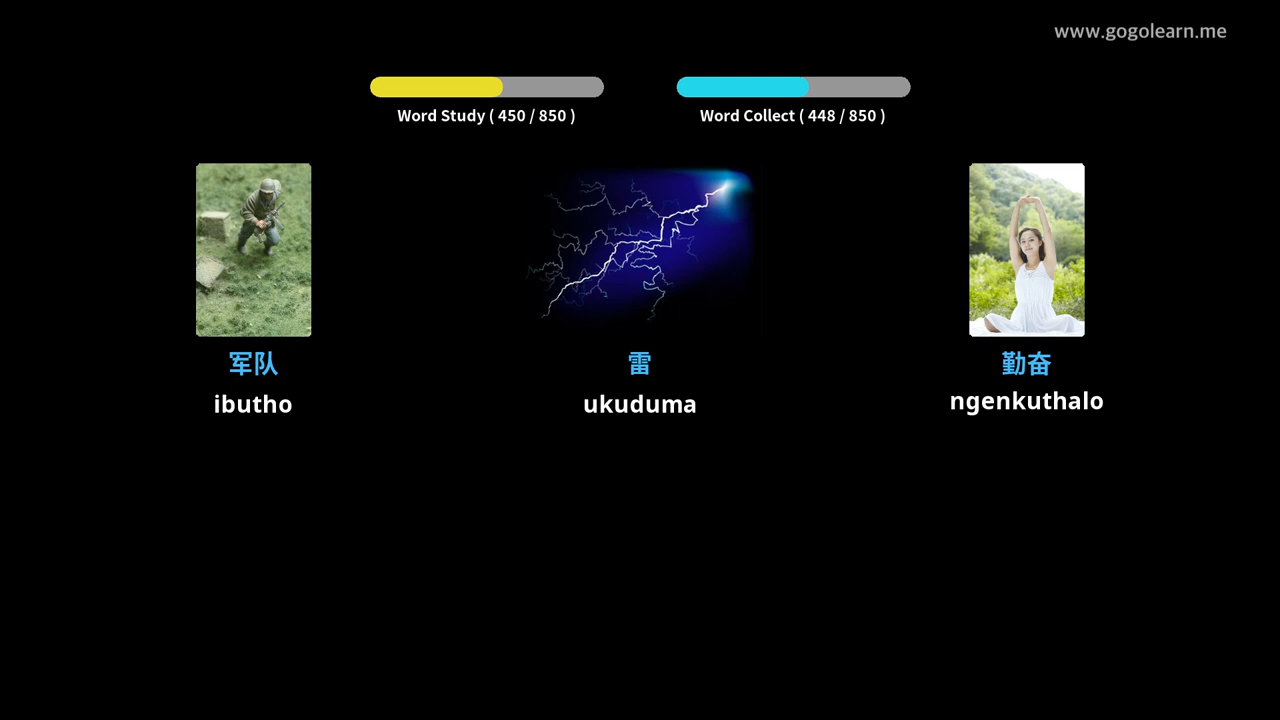 www.gogolearn.me
Word Study ( 450 / 850 )
Word Collect ( 448 / 850 )
军队
雷
勤奋
ibutho
ukuduma
ngenkuthalo